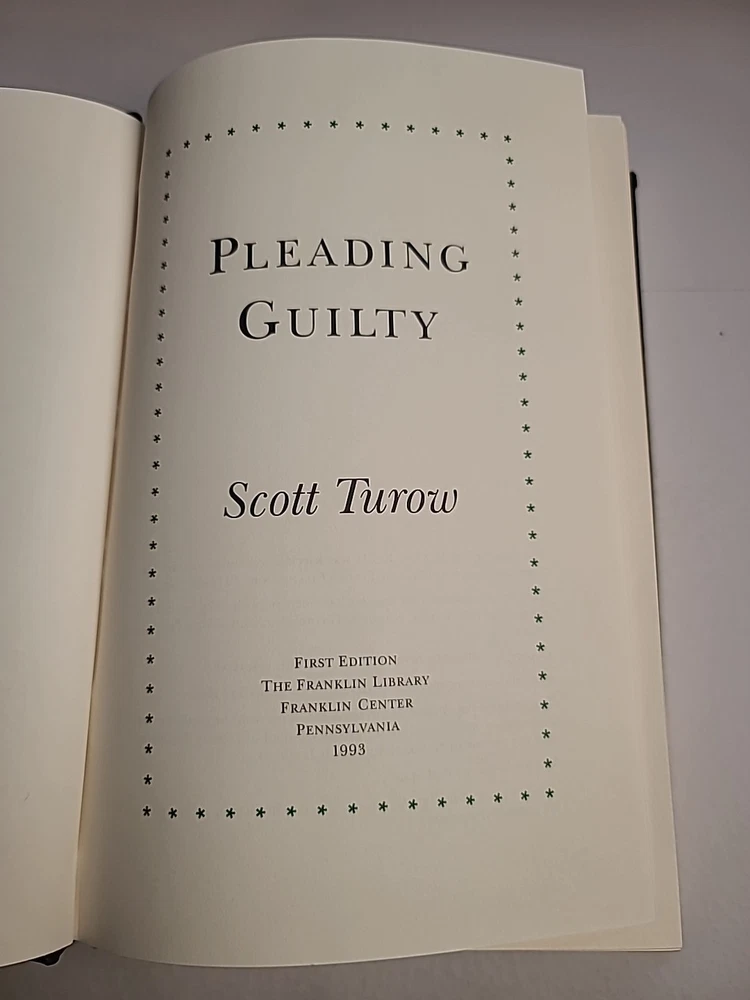 PLEADING
GUILTY
Scott Turow
FIRST EDITION
THE FRANKLIN LIBRARY
FRANKLIN CENTER
PENNSYLVANIA
1993